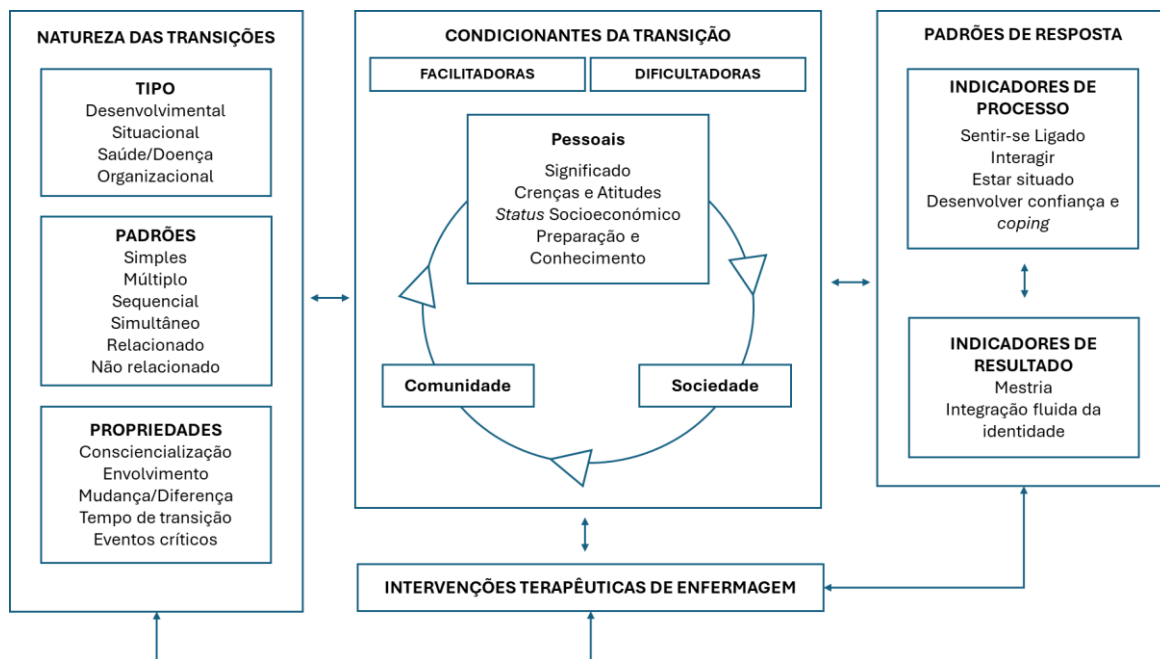 NATUREZA DAS TRANSIÇÕES
TIPO
Desenvolvimental
Situacional
Saúde/Doença
Organizacional
PADRÕES
Simples
Múltiplo
Sequencial
Simultâneo
Relacionado
Não relacionado
PROPRIEDADES
Consciencialização
Envolvimento
Mudança/Diferença
Tempo de transição
Eventos críticos
CONDICIONANTES DA TRANSIÇÃO
FACILITADORAS
DIFICULTADORAS
Pessoais
Significado
Crenças e Atitudes
Status Socioeconómico
Preparação e
Conhecimento
Comunidade
Sociedade
INTERVENÇÕES TERAPÊUTICAS DE ENFERMAGEM
PADRÕES DE RESPOSTA
INDICADORES DE
PROCESSO
Sentir-se Ligado
Interagir
Estar situado
Desenvolver confiança e
coping
INDICADORES DE
RESULTADO
Mestria
Integração fluida da
identidade